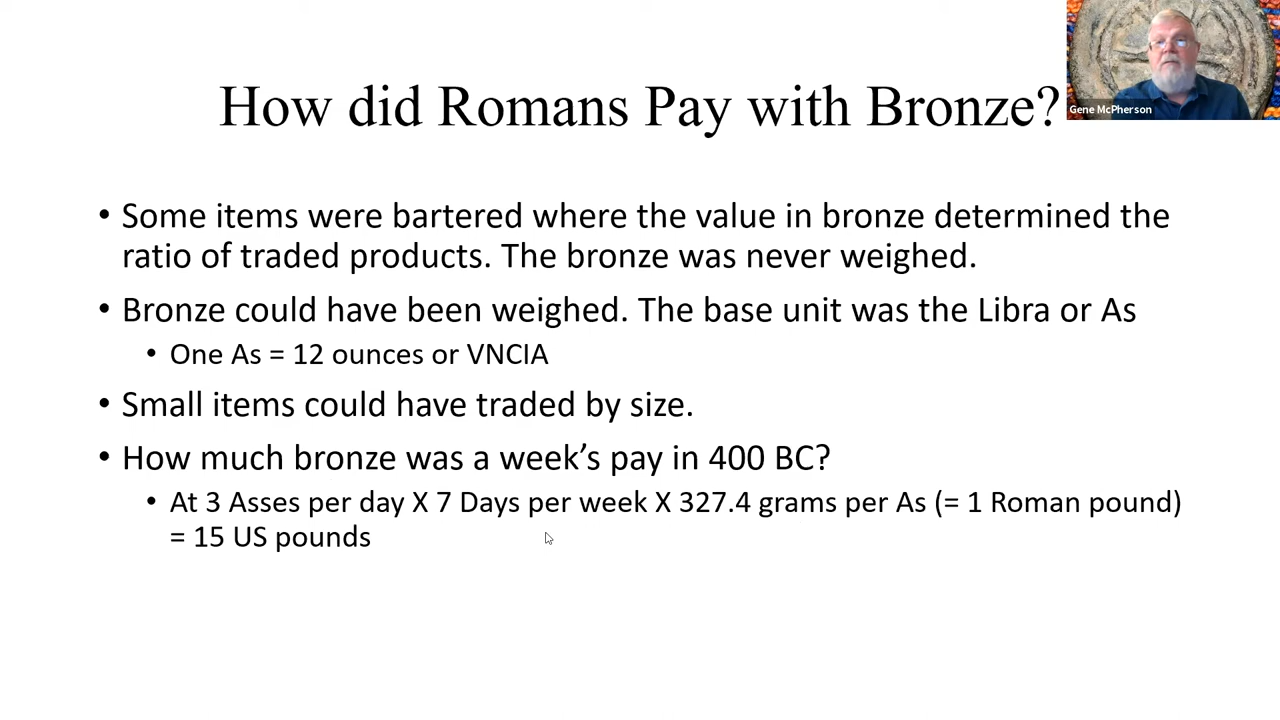 How did Romans Pay with Bronze?
Gene McPherson
• Some items were bartered where the value in bronze determined the
ratio of traded products. The bronze was never weighed.
• Bronze could have been weighed. The base unit was the Libra or As
• One As = 12 ounces or VNCIA
• Small items could have traded by size.
• How much bronze was a week’s pay in 400 BC?
• At 3 Asses per day X 7 Days per week X 327.4 grams per As (= 1 Roman pound)
= 15 US pounds